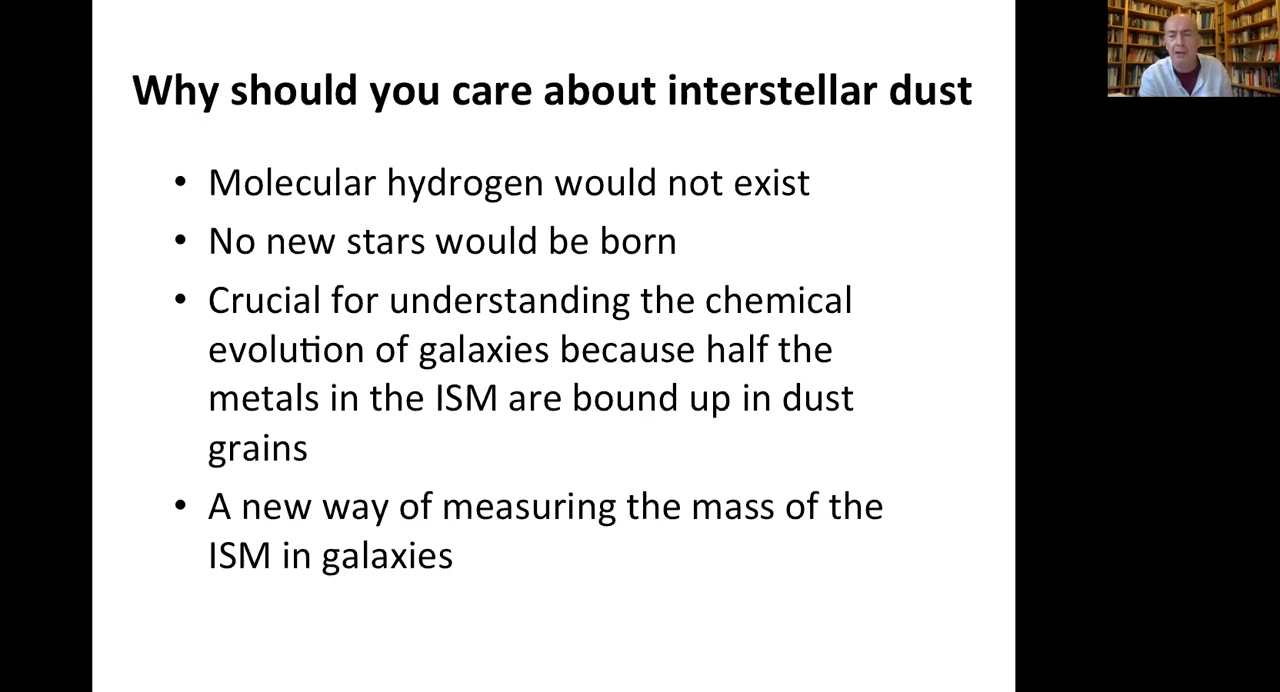 Why should you care about interstellar dust
• Molecular hydrogen would not exist
• No new stars would be born
• Crucial for understanding the chemical
evolution of galaxies because half the
metals in the ISM are bound up in dust
grains
• A new way of measuring the mass of the
ISM in galaxies